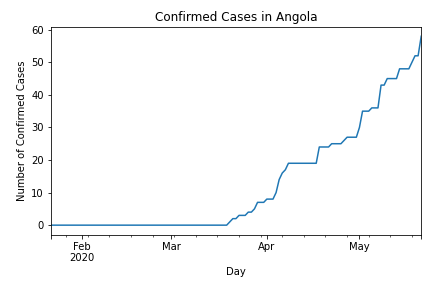 Confirmed Cases in Angola
60
50
40
30
20
10
0
Number of Confirmed Cases
Feb
2020
Mar
Apr
May
Day